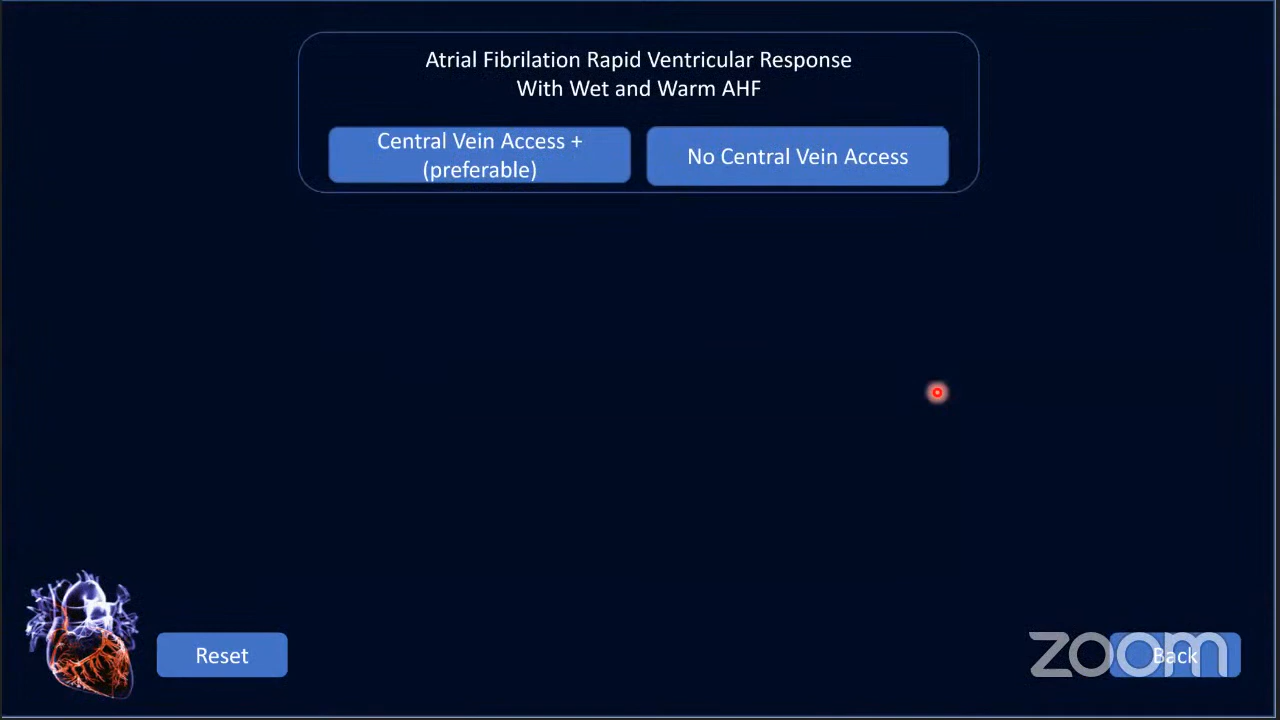 Atrial Fibrilation Rapid Ventricular Response
With Wet and Warm AHF
Central Vein Access +
(preferable)
No Central Vein Access
Reset
Back
zoom